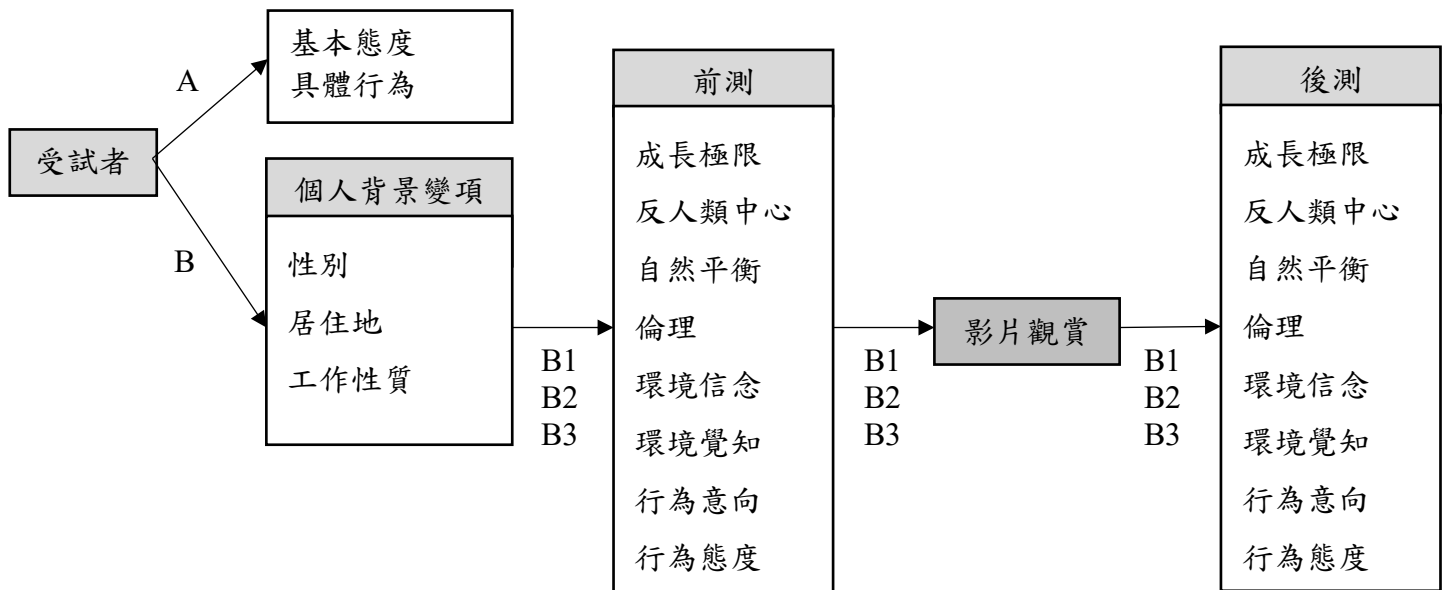 受試者
A
B
基本態度
具體行為
個人背景變項
性別
居住地
工作性質
B1
B2
B3
前測
成長極限
反人類中心
自然平衡
倫理
環境信念
環境覺知
行為意向
行為態度
B1
B2
B3
影片觀賞
B1
B2
B3
後測
成長極限
反人類中心
自然平衡
倫理
環境信念
環境覺知
行為意向
行為態度